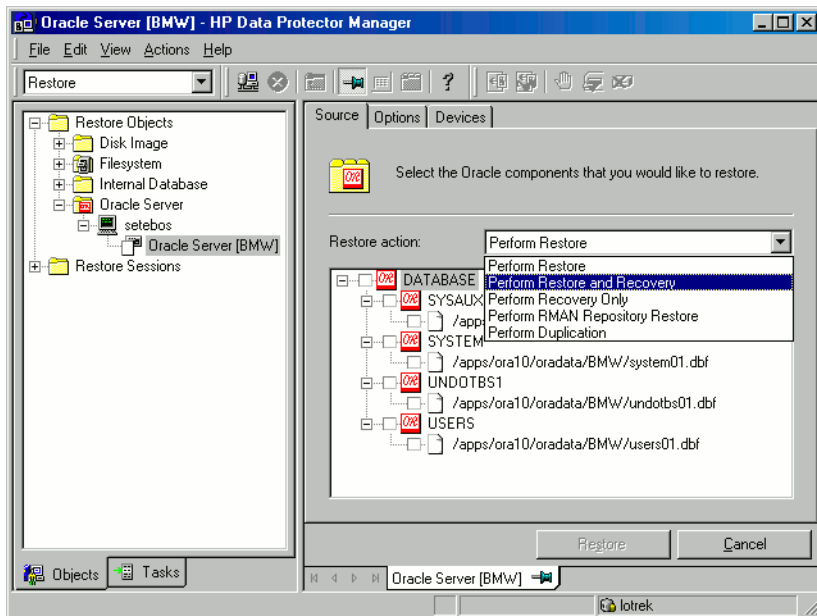 Oracle Server [BMW] - HP Data Protector Manager
File Edit View Actions Help
Restore
Restore Objects
Disk Image
Filesystem
Internal Database
Oracle Server
setebos
Oracle Server [BMW]
Restore Sessions
Objects Tasks
Source Options Devices
Select the Oracle components that you would like to restore.
Restore action: Perform Restore
Perform Restore
Perform Restore and Recovery
Perform Recovery Only
Perform RMAN Repository Restore
Perform Duplication
DATABASE
SYSAUX
SYSTEM
/apps/ora10/oradata/BMW/system01.dbf
UNDOTBS1
/apps/ora10/oradata/BMW/undotbs01.dbf
USERS
/apps/ora10/oradata/BMW/users01.dbf
Restore Cancel
Oracle Server [BMW]
lotrek